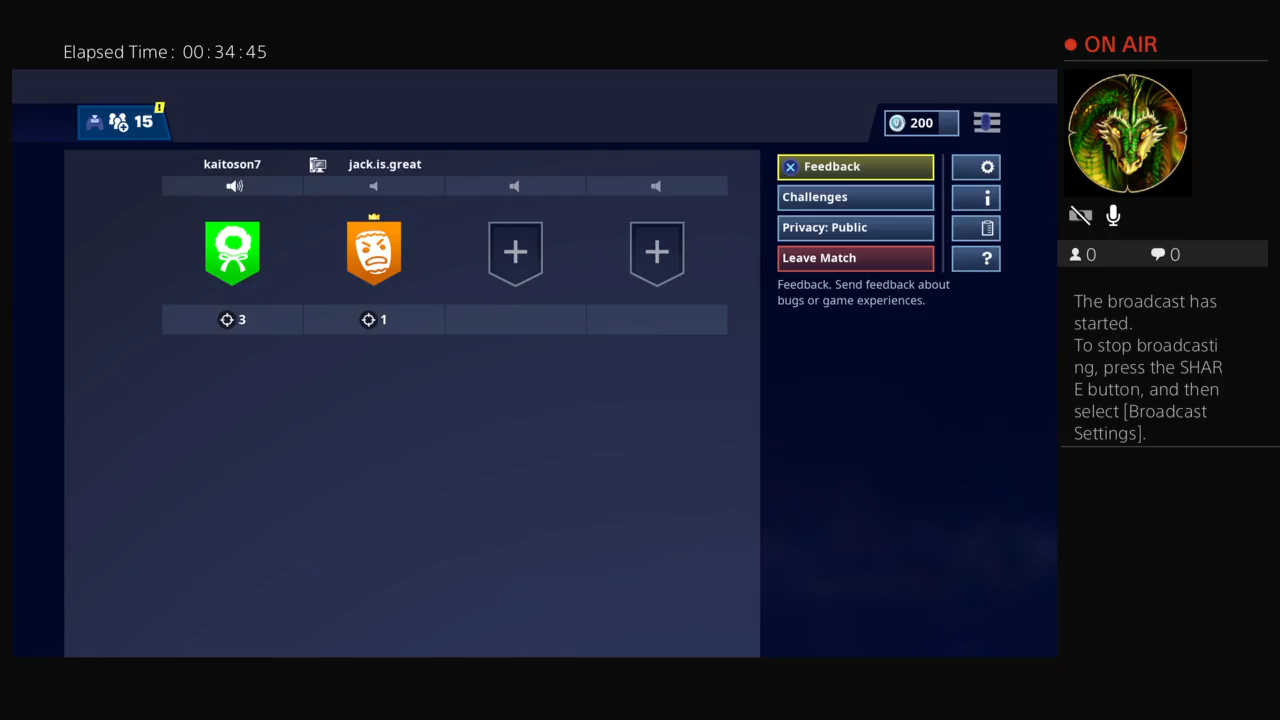 Elapsed Time: 00:34:45
ON AIR
! 15
200
kaitoson7
jack.is.great
Feedback
Challenges
i
Privacy: Public
Leave Match
?
Feedback. Send feedback about
bugs or game experiences.
3
1
0
0
The broadcast has
started.
To stop broadcasti
ng, press the SHAR
E button, and then
select [Broadcast
Settings].